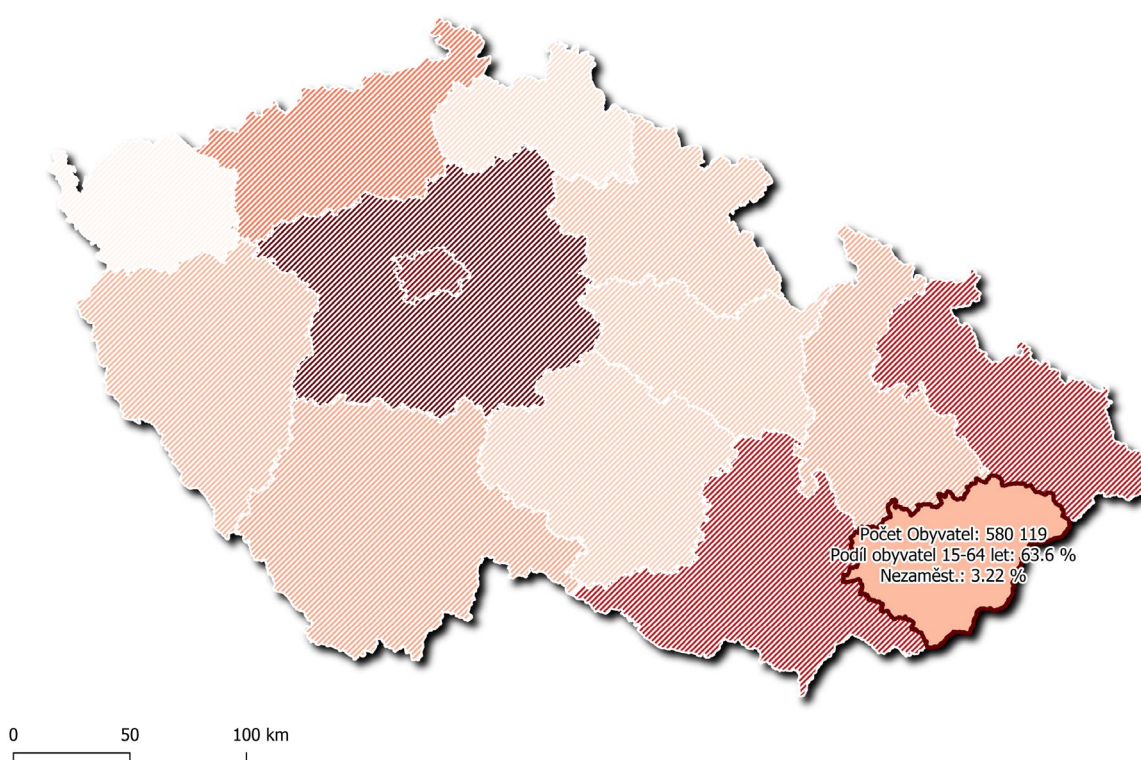 Počet Obyvatel: 580 119
Podíl obyvatel 15-64 let: 63.6 %
Nezaměst.: 3.22 %
0 50 100 km